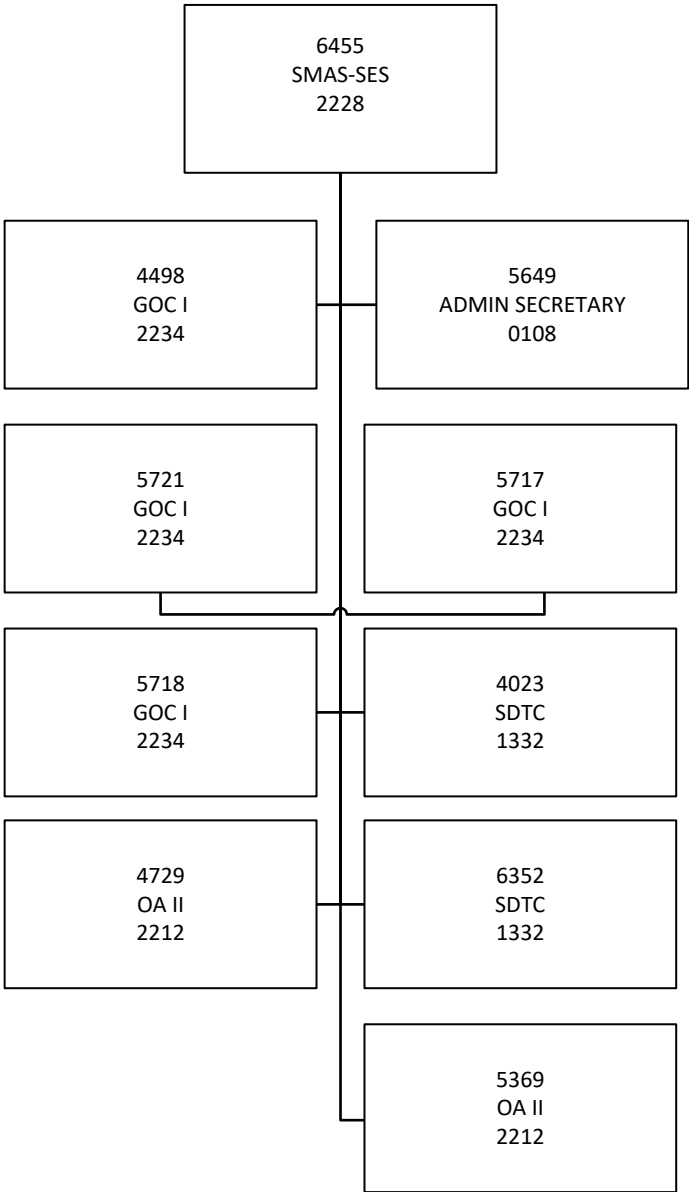 6455
SMAS-SES
2228
4498
GOC I
2234
5649
ADMIN SECRETARY
0108
5721
GOC I
2234
5717
GOC I
2234
5718
GOC I
2234
4023
SDTC
1332
4729
OA II
2212
6352
SDTC
1332
5369
OA II
2212